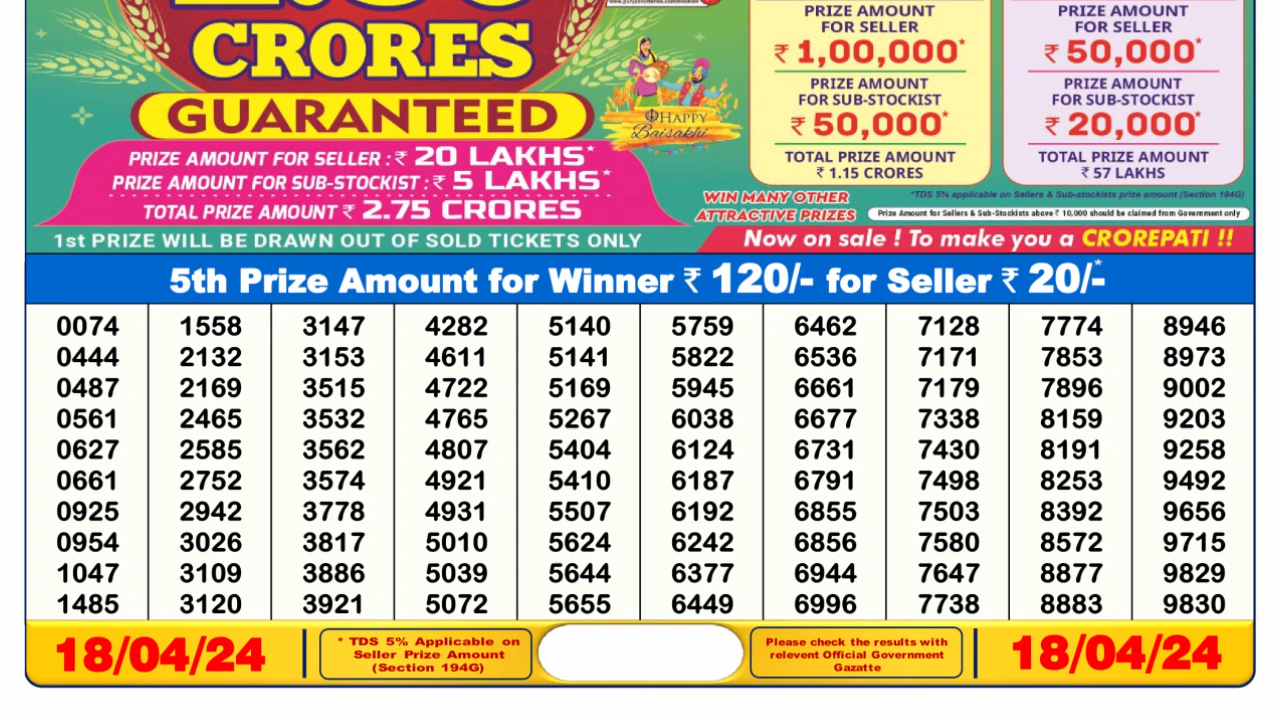 CRORES
GUARANTEED
PRIZE AMOUNT FOR SELLER : ₹ 20 LAKHS*
PRIZE AMOUNT FOR SUB-STOCKIST : ₹ 5 LAKHS*
TOTAL PRIZE AMOUNT ₹ 2.75 CRORES
1st PRIZE WILL BE DRAWN OUT OF SOLD TICKETS ONLY
HAPPY
Baisakhi
PRIZE AMOUNT
FOR SELLER
₹ 1,00,000*
PRIZE AMOUNT
FOR SUB-STOCKIST
₹ 50,000*
TOTAL PRIZE AMOUNT
₹ 1.15 CRORES
PRIZE AMOUNT
FOR SELLER
₹ 50,000*
PRIZE AMOUNT
FOR SUB-STOCKIST
₹ 20,000*
TOTAL PRIZE AMOUNT
₹ 57 LAKHS
WIN MANY OTHER
ATTRACTIVE PRIZES
*TDS 5% applicable on Sellers & Sub-stockists prize amount (Section 194G)
Prize Amount for Sellers & Sub-Stockists above ₹ 10,000 should be claimed from Government only
Now on sale ! To make you a CROREPATI !!
5th Prize Amount for Winner ₹ 120/- for Seller ₹ 20/-*
0074 1558 3147 4282 5140 5759 6462 7128 7774 8946
0444 2132 3153 4611 5141 5822 6536 7171 7853 8973
0487 2169 3515 4722 5169 5945 6661 7179 7896 9002
0561 2465 3532 4765 5267 6038 6677 7338 8159 9203
0627 2585 3562 4807 5404 6124 6731 7430 8191 9258
0661 2752 3574 4921 5410 6187 6791 7498 8253 9492
0925 2942 3778 4931 5507 6192 6855 7503 8392 9656
0954 3026 3817 5010 5624 6242 6856 7580 8572 9715
1047 3109 3886 5039 5644 6377 6944 7647 8877 9829
1485 3120 3921 5072 5655 6449 6996 7738 8883 9830
18/04/24
* TDS 5% Applicable on
Seller Prize Amount
(Section 194G)
Please check the results with
relevent Official Government
Gazatte
18/04/24